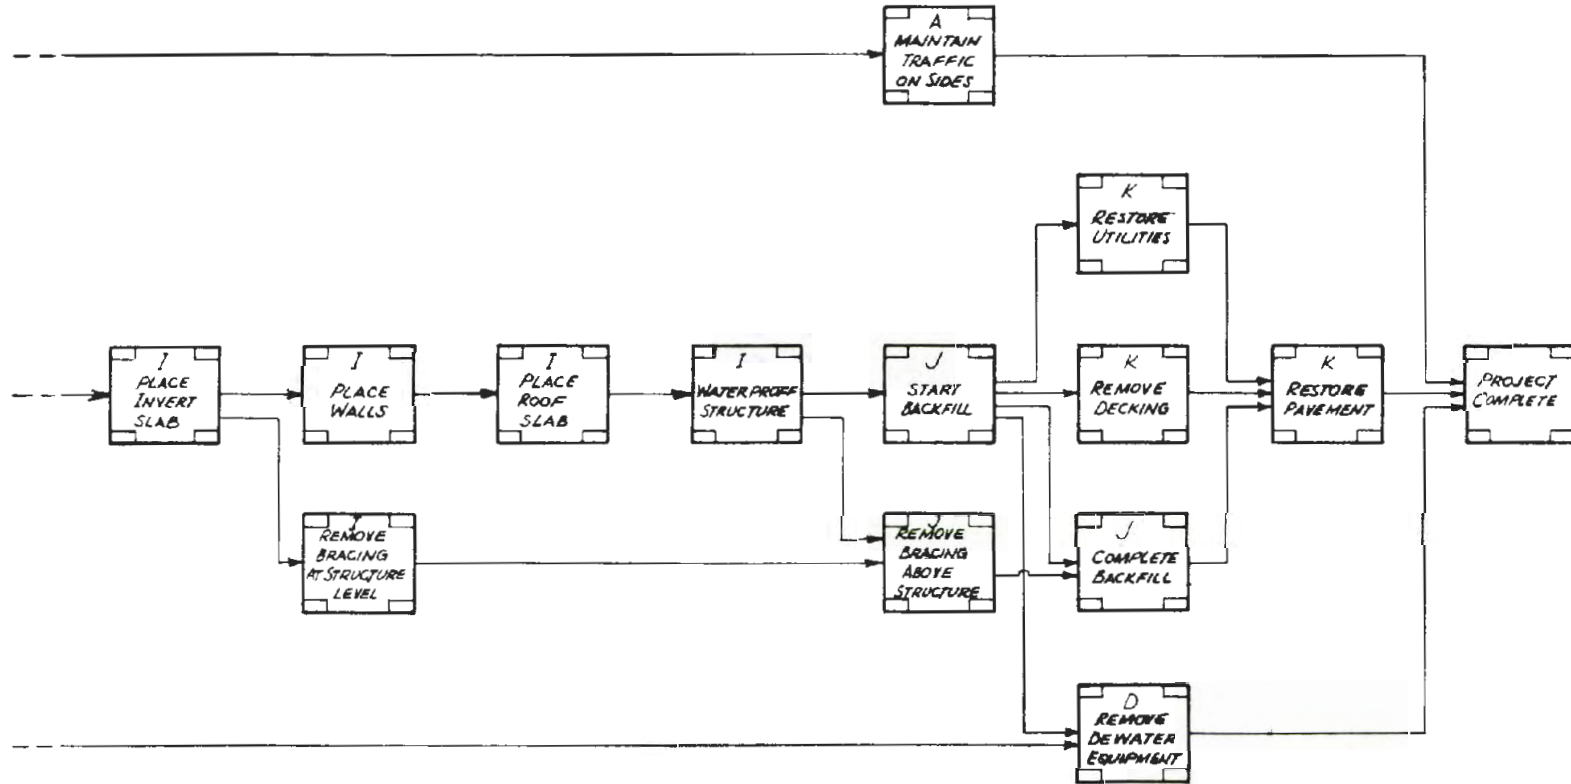 A
MAINTAIN
TRAFFIC
ON SIDES
K
RESTORE
UTILITIES
I
PLACE
INVERT
SLAB
I
PLACE
WALLS
I
PLACE
ROOF
SLAB
I
WATERPROFF
STRUCTURE
J
START
BACKFILL
K
REMOVE
DECKING
K
RESTORE
PAVEMENT
PROJECT
COMPLETE
J
REMOVE
BRACING
AT STRUCTURE
LEVEL
J
REMOVE
BRACING
ABOVE
STRUCTURE
J
COMPLETE
BACKFILL
D
REMOVE
DEWATER
EQUIPMENT